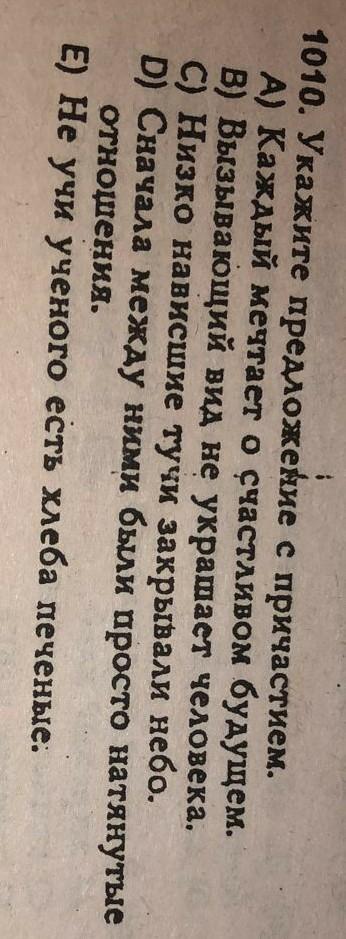 1010. Укажите предложение с причастием.
A) Каждый мечтает о счастливом будущем.
B) Вызывающий вид не украшает человека.
C) Низко нависшие тучи закрывали небо.
D) Сначала между ними были просто натянутые
отношения.
E) Не учи ученого есть хлеба печеные.